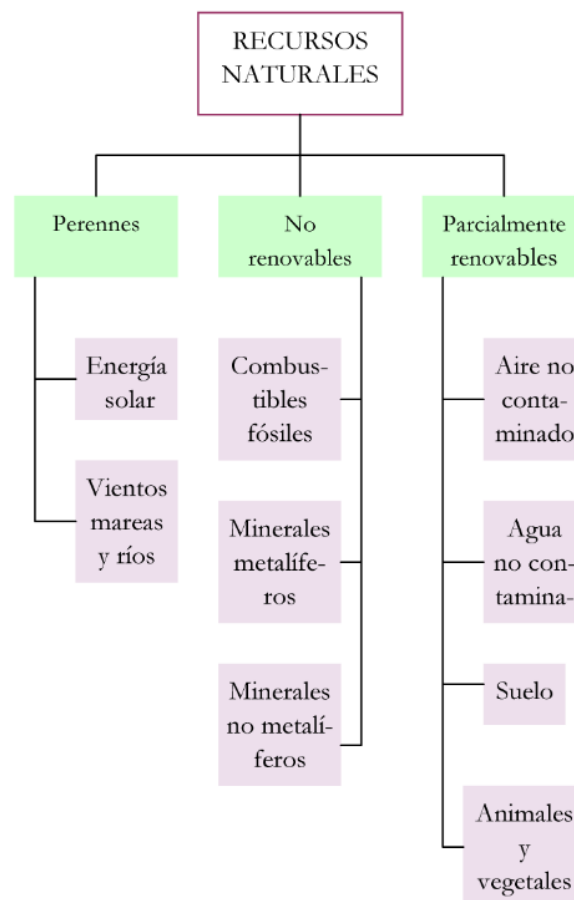 RECURSOS
NATURALES
Perennes
Energía
solar
Vientos
mareas
y ríos
No
renovables
Combus-
tibles
fósiles
Minerales
metalífe-
ros
Minerales
no metalí-
feros
Parcialmente
renovables
Aire no
conta-
minado
Agua
no con-
tamina-
Suelo
Animales
y
vegetales